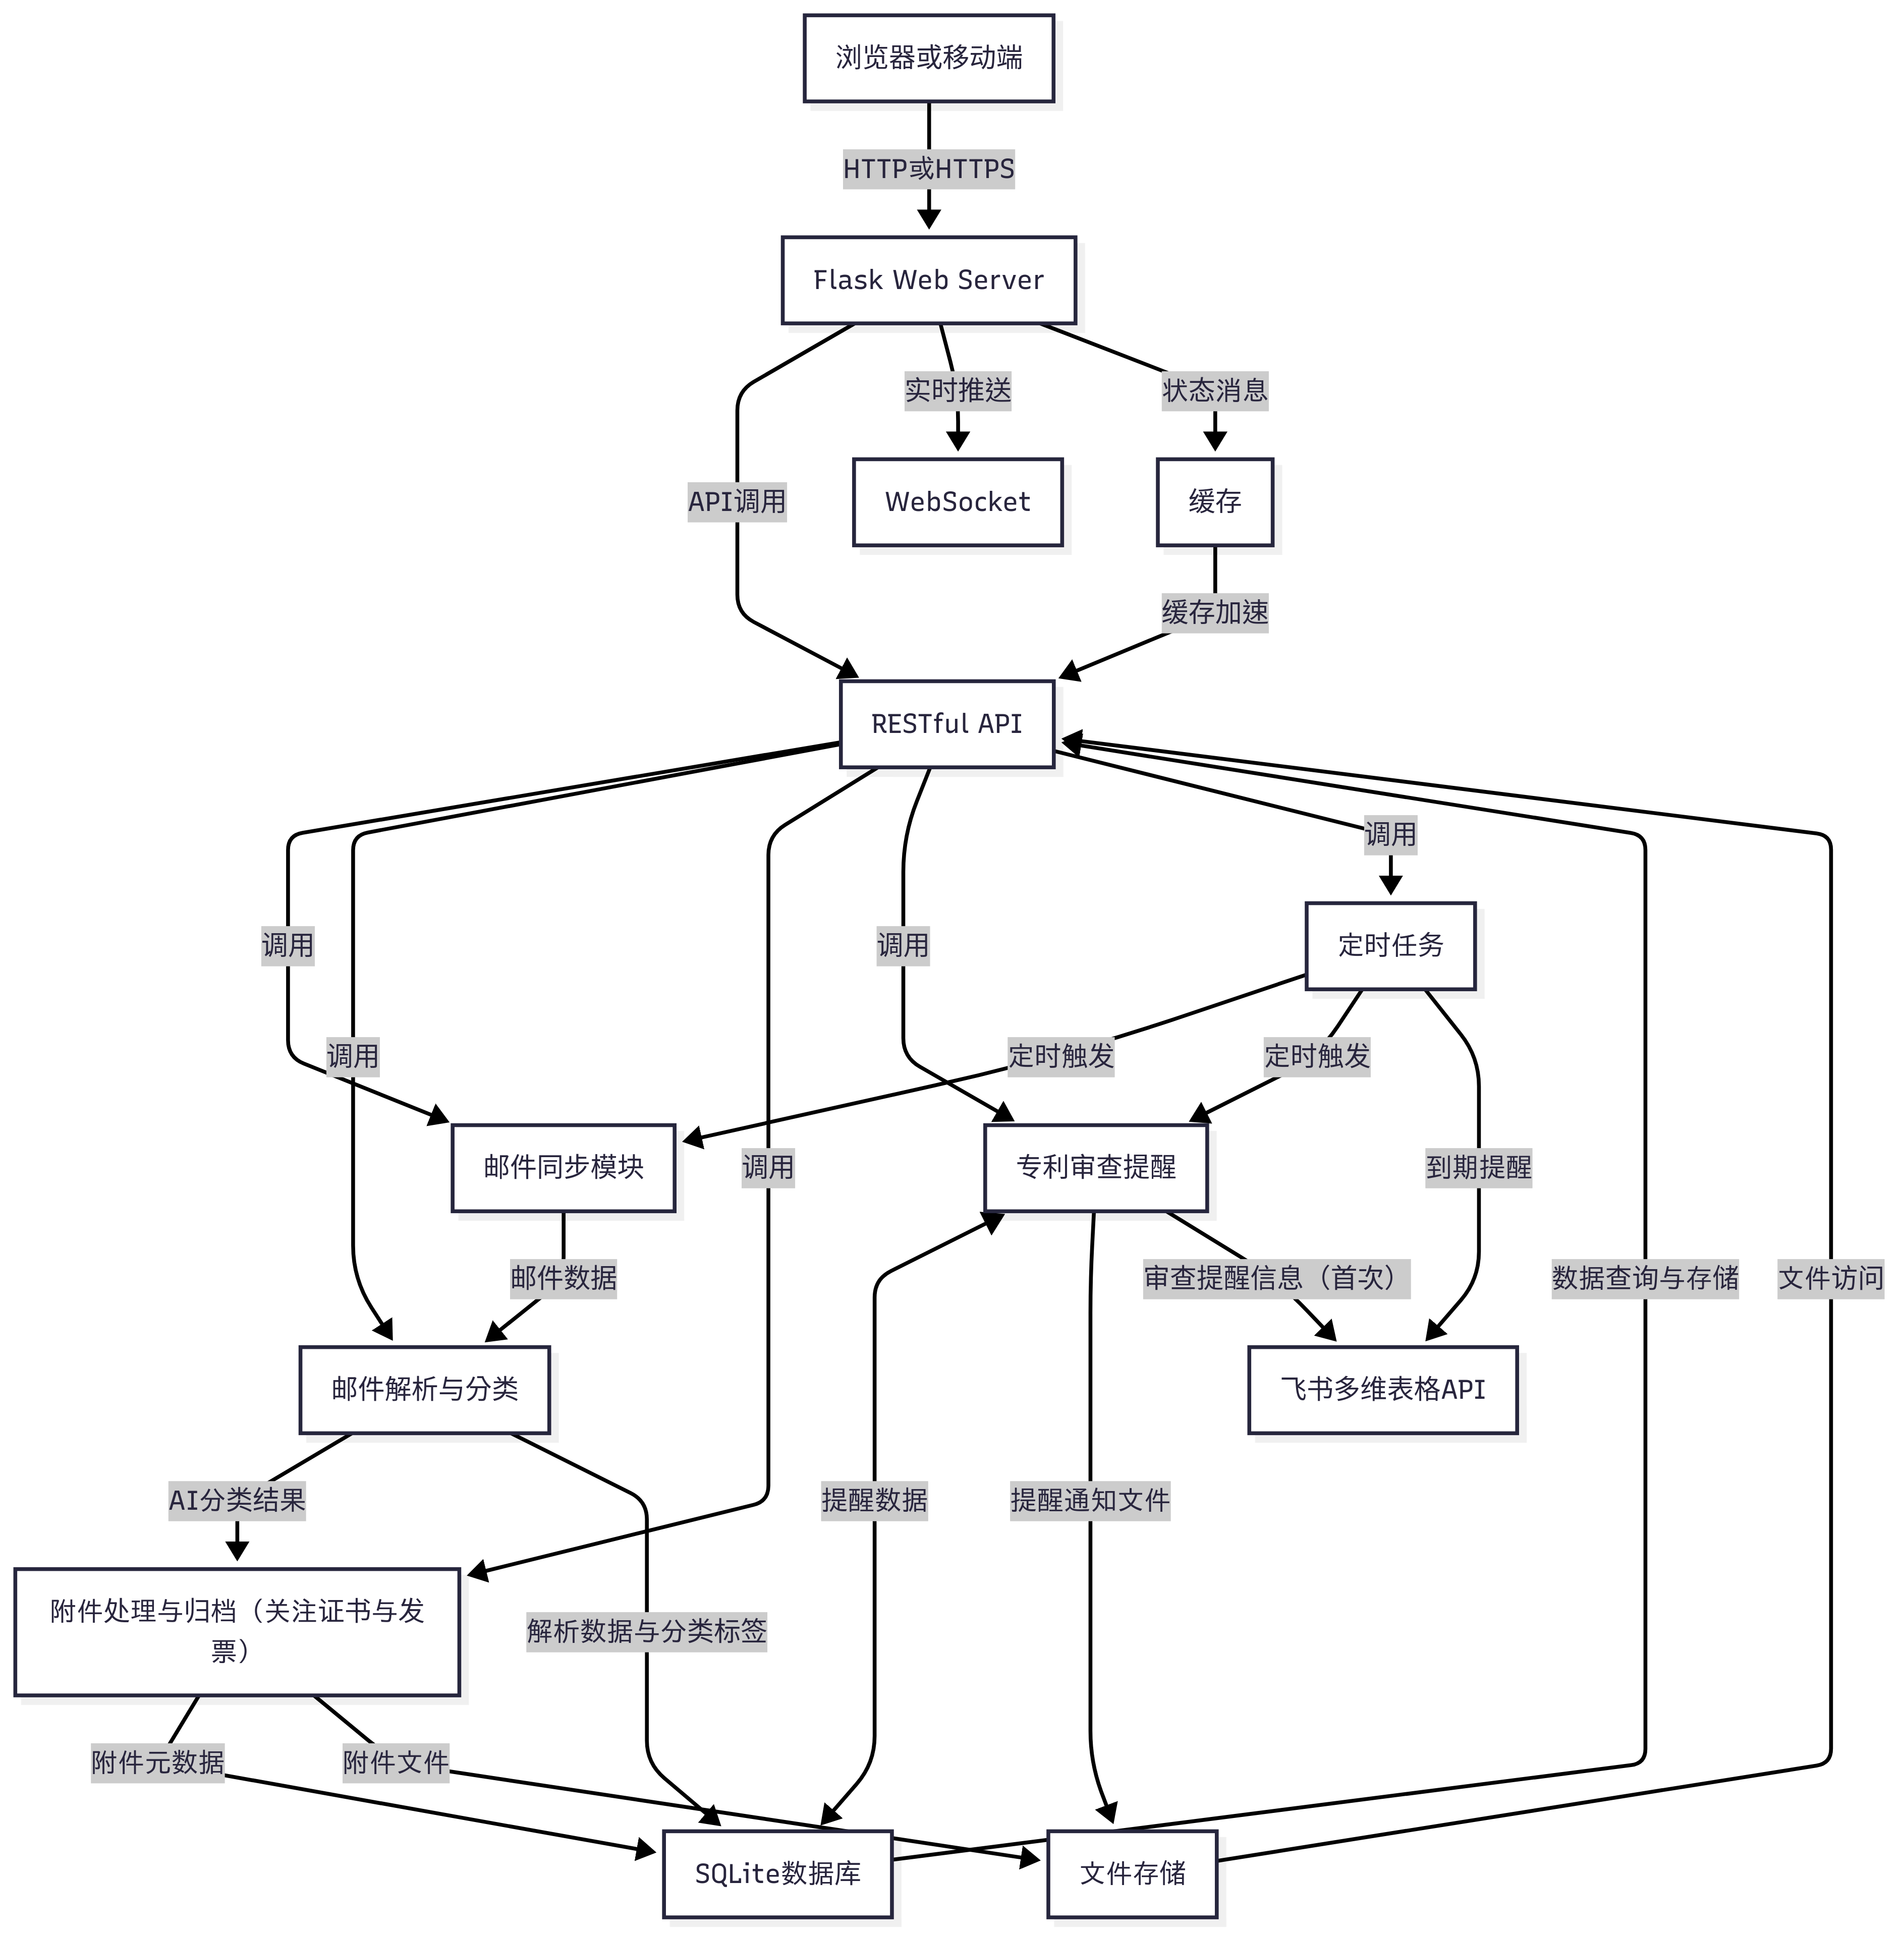 浏览器或移动端
HTTP或HTTPS
Flask Web Server
实时推送
状态消息
API调用
WebSocket
缓存
缓存加速
RESTful API
调用
调用
调用
定时任务
调用
定时触发
定时触发
邮件同步模块
调用
专利审查提醒
到期提醒
邮件数据
审查提醒信息（首次）
数据查询与存储
文件访问
邮件解析与分类
飞书多维表格API
AI分类结果
提醒数据
提醒通知文件
附件处理与归档（关注证书与发
票）
解析数据与分类标签
附件元数据
附件文件
SQLite数据库
文件存储